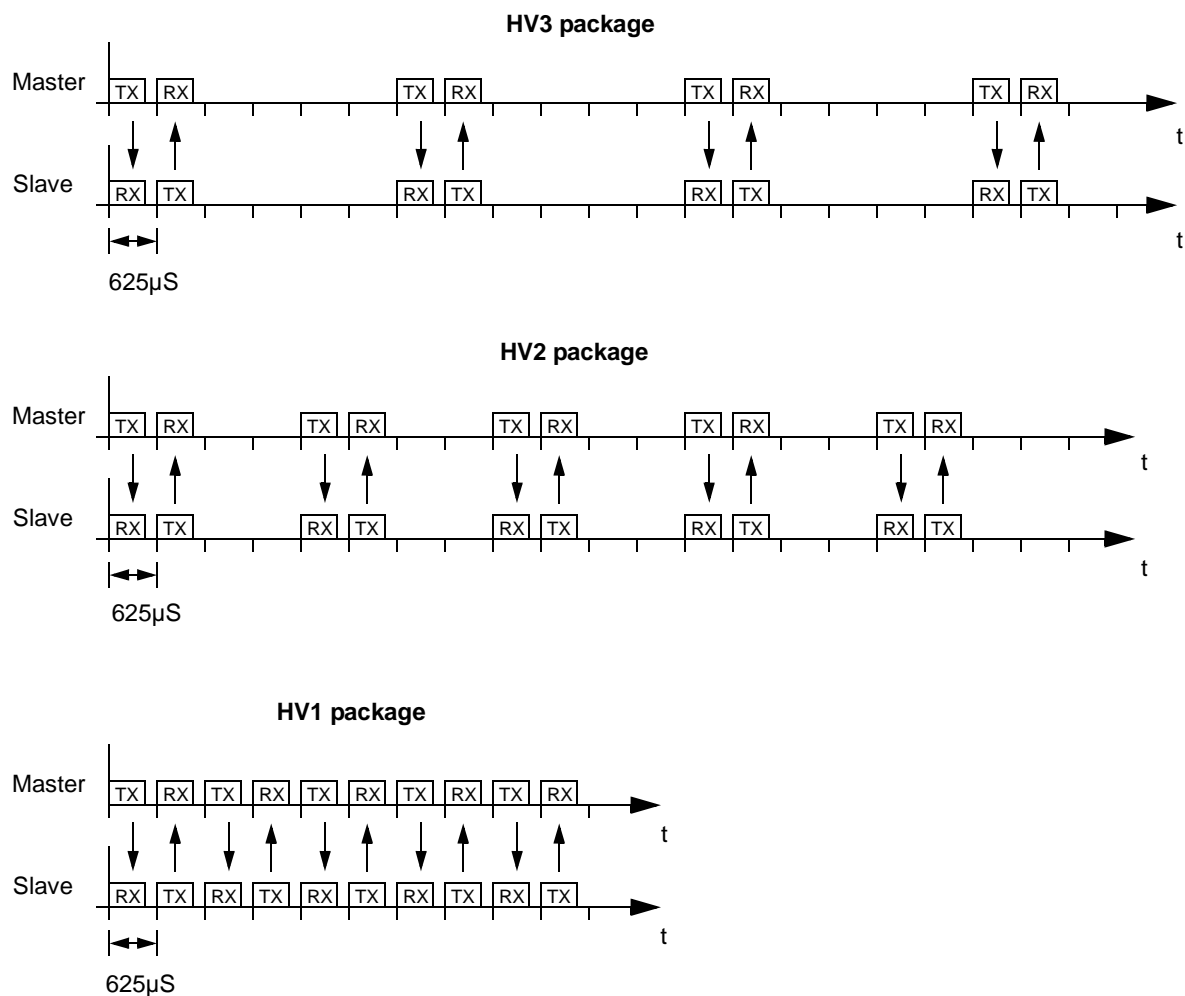 HV3 package
Master
TX RX TX RX TX RX TX RX
t
Slave
RX TX RX TX RX TX RX TX
t
625µS
HV2 package
Master
TX RX TX RX TX RX TX RX TX RX
t
Slave
RX TX RX TX RX TX RX TX RX TX
t
625µS
HV1 package
Master
TX RX TX RX TX RX TX RX TX RX
t
Slave
RX TX RX TX RX TX RX TX RX TX
t
625µS